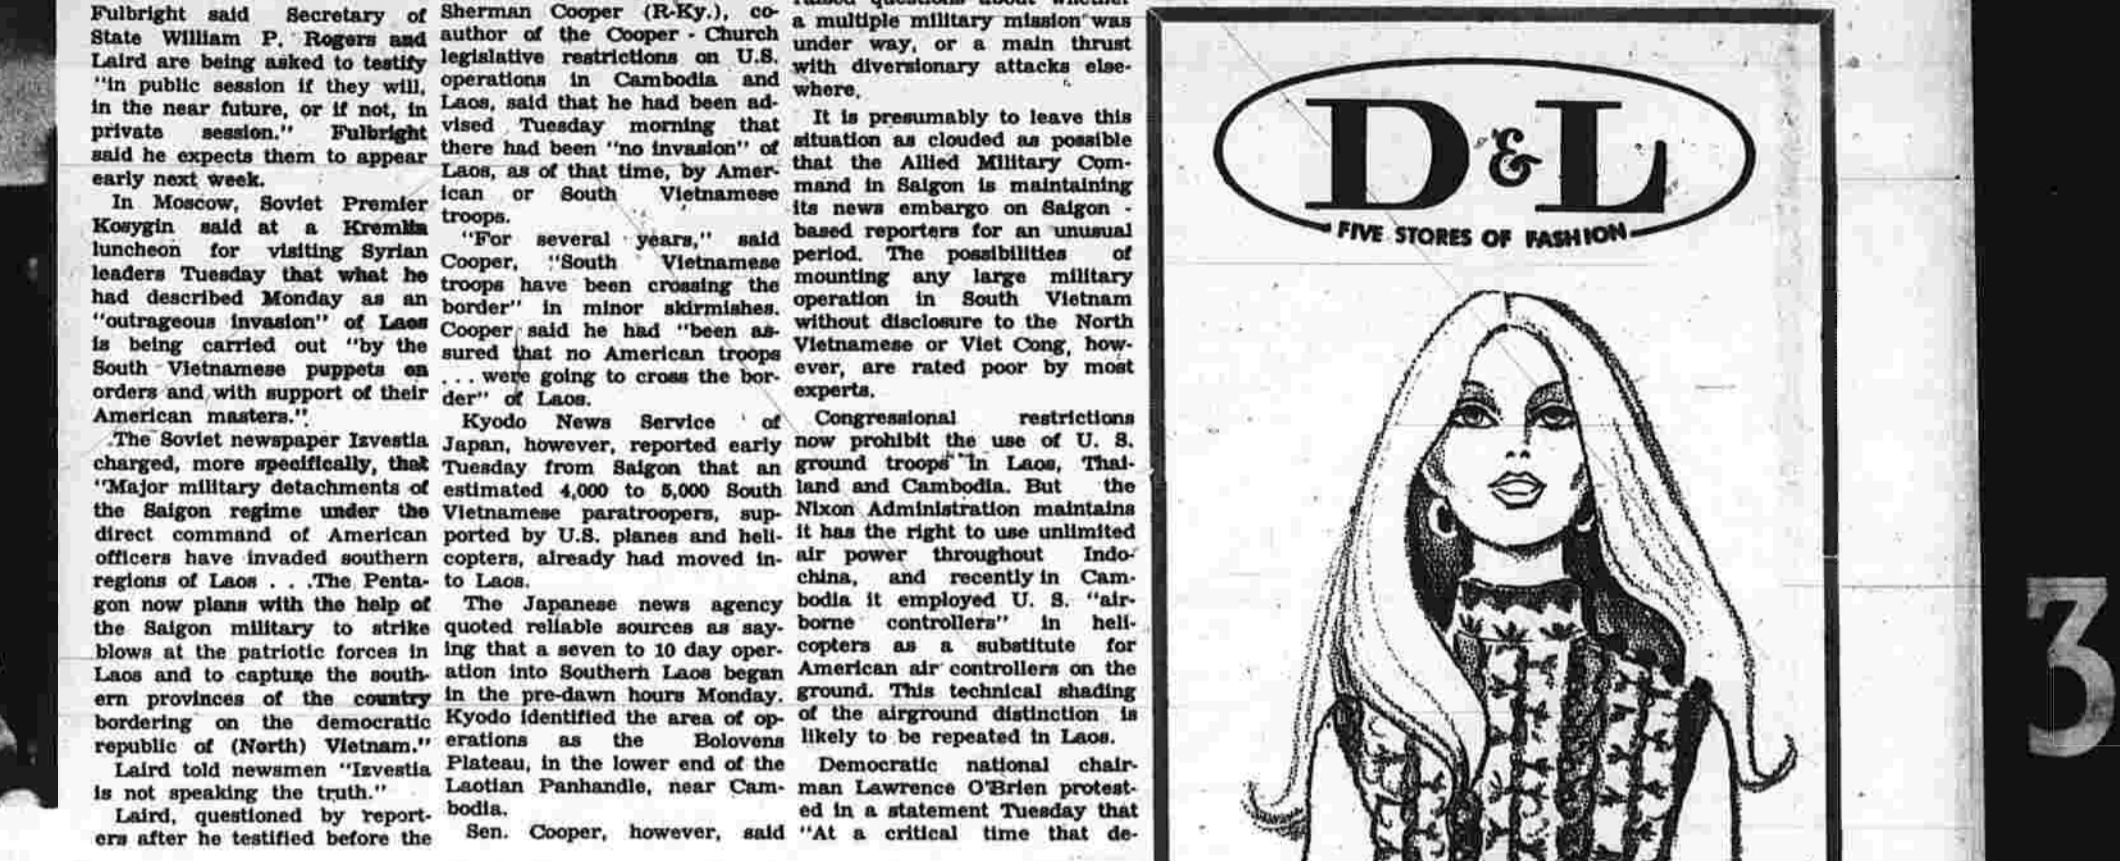 Fulbright said Secretary of
State William P. Rogers and
Laird are being asked to testify
"in public session if they will,
in the near future, or if not, in
private session." Fulbright
said he expects them to appear
early next week.
In Moscow, Soviet Premier
Kosygin said at a Kremlin
luncheon for visiting Syrian
leaders Tuesday that what he
had described Monday as an
"outrageous invasion" of Laos
is being carried out "by the
South Vietnamese puppets on
orders and with support of their
American masters."
The Soviet newspaper Izvestia
charged, more specifically, that
"Major military detachments of
the Saigon regime under the
direct command of American
officers have invaded southern
regions of Laos . . .The Penta-
gon now plans with the help of
the Saigon military to strike
blows at the patriotic forces in
Laos and to capture the south-
ern provinces of the country
bordering on the democratic
republic of (North) Vietnam."
Laird told newsmen "Izvestia
is not speaking the truth."
Laird, questioned by report-
ers after he testified before the
Sherman Cooper (R-Ky.), co-
author of the Cooper - Church
legislative restrictions on U.S.
operations in Cambodia and
Laos, said that he had been ad-
vised Tuesday morning that
there had been "no invasion" of
Laos, as of that time, by Amer-
ican or South Vietnamese
troops.
"For several years," said
Cooper, "South Vietnamese
troops have been crossing the
border" in minor skirmishes.
Cooper said he had "been as-
sured that no American troops
. . . were going to cross the bor-
der" of Laos.
Kyodo News Service of
Japan, however, reported early
Tuesday from Saigon that an
estimated 4,000 to 5,000 South
Vietnamese paratroopers, sup-
ported by U.S. planes and heli-
copters, already had moved in-
to Laos.
The Japanese news agency
quoted reliable sources as say-
ing that a seven to 10 day oper-
ation into Southern Laos began
in the pre-dawn hours Monday.
Kyodo identified the area of op-
erations as the Bolovens
Plateau, in the lower end of the
Laotian Panhandle, near Cam-
bodia.
Sen. Cooper, however, said
raised questions about whether
a multiple military mission was
under way, or a main thrust
with diversionary attacks else-
where.
It is presumably to leave this
situation as clouded as possible
that the Allied Military Com-
mand in Saigon is maintaining
its news embargo on Saigon -
based reporters for an unusual
period. The possibilities of
mounting any large military
operation in South Vietnam
without disclosure to the North
Vietnamese or Viet Cong, how-
ever, are rated poor by most
experts.
Congressional restrictions
now prohibit the use of U. S.
ground troops in Laos, Thai-
land and Cambodia. But the
Nixon Administration maintains
it has the right to use unlimited
air power throughout Indo-
china, and recently in Cam-
bodia it employed U. S. "air-
borne controllers" in heli-
copters as a substitute for
American air controllers on the
ground. This technical shading
of the airground distinction is
likely to be repeated in Laos.
Democratic national chair-
man Lawrence O'Brien protest-
ed in a statement Tuesday that
"At a critical time that de-
D&L
FIVE STORES OF FASHION
3